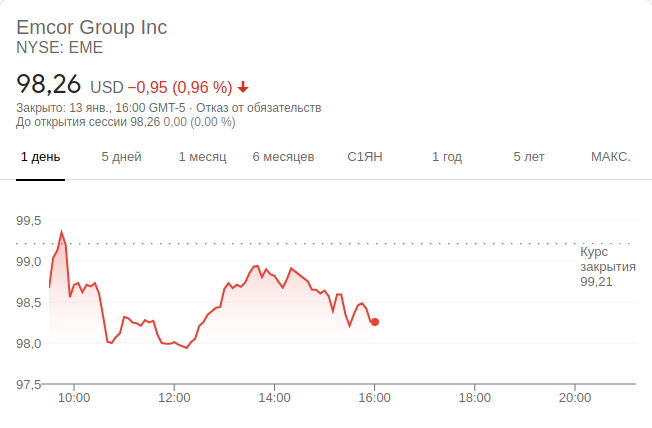 Emcor Group Inc
NYSE: EME
98,26 USD −0,95 (0,96 %)
Закрыто: 13 янв., 16:00 GMT-5 · Отказ от обязательств
До открытия сессии 98,26 0,00 (0,00 %)
1 день 5 дней 1 месяц 6 месяцев С1ЯН 1 год 5 лет МАКС.
99,5
99,0
98,5
98,0
97,5
Курс
закрытия
99,21
10:00 12:00 14:00 16:00 18:00 20:00